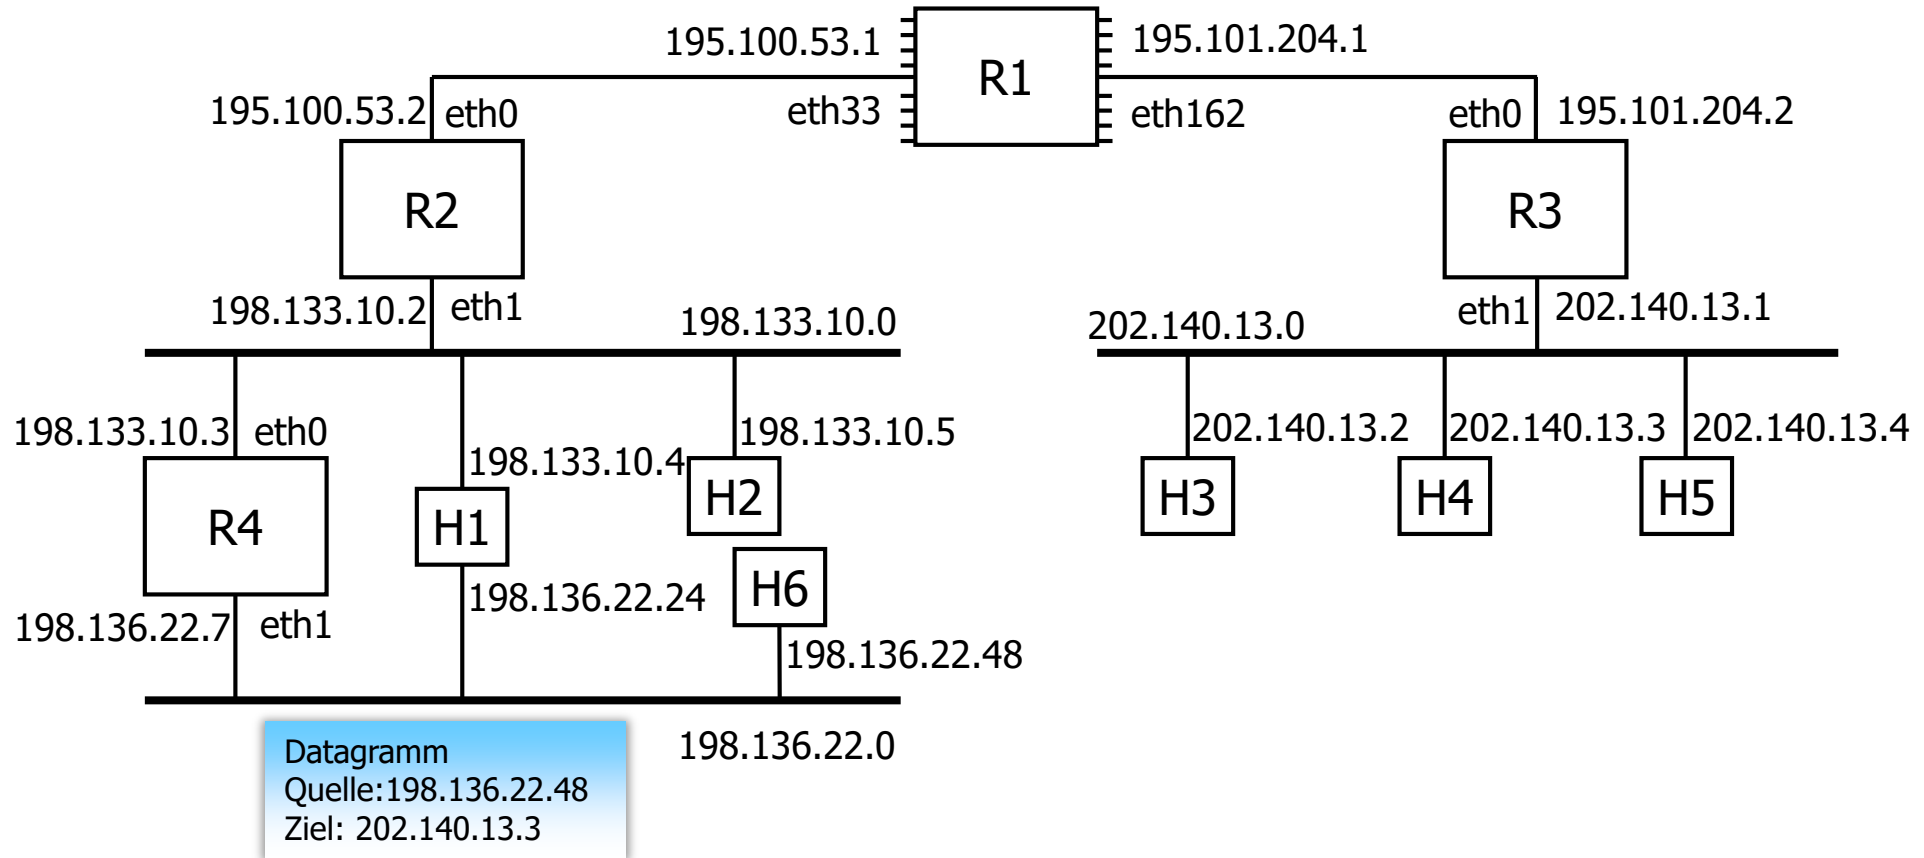 195.100.53.1
R1
195.101.204.1
195.100.53.2
eth0
eth33
eth162
eth0
195.101.204.2
R2
R3
198.133.10.2
eth1
198.133.10.0
202.140.13.0
eth1
202.140.13.1
198.133.10.3
eth0
198.133.10.4
198.133.10.5
202.140.13.2
202.140.13.3
202.140.13.4
R4
H1
H2
H3
H4
H5
H6
198.136.22.7
eth1
198.136.22.24
198.136.22.48
198.136.22.0
Datagramm
Quelle:198.136.22.48
Ziel: 202.140.13.3